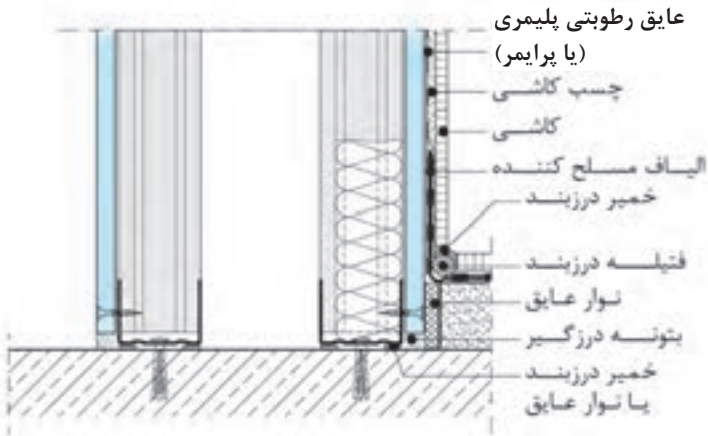 عایق رطوبتی پلیمری
(یا پرایمر)
چسب کاشی
کاشی
الیاف مسلح کننده
خمیر درزبند
فتیله درزبند
نوار عایق
بتونه درزگیر
خمیر درزبند
یا نوار عایق